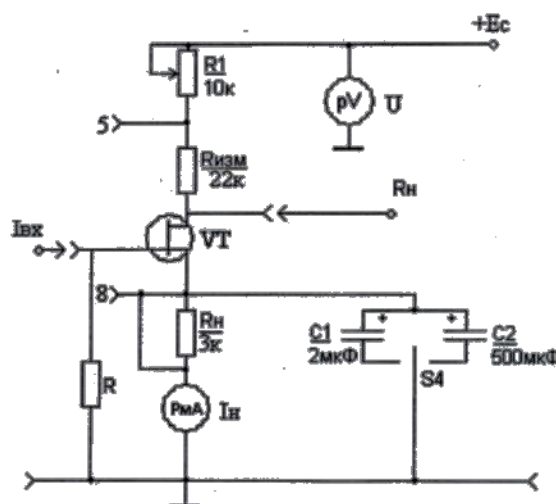 +Ec
R1
10к
pV
U
5
Rизм
22к
Rн
Iвх
VT
8
Rн
3к
C1
2мкФ
C2
500мкФ
S4
R
PмА
Iн